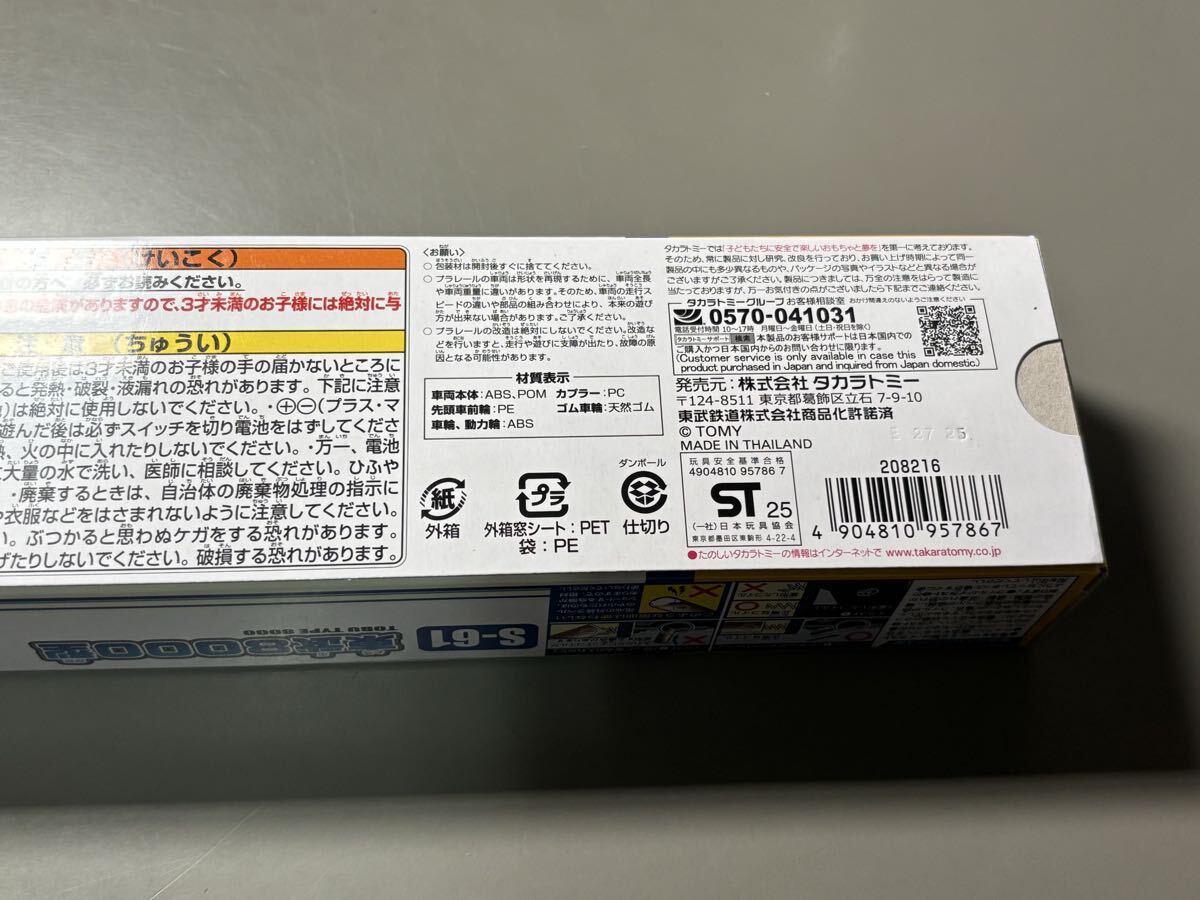 (けいこく)
の方へ 必ずお読みください。
の危険がありますので、3才未満のお子様には絶対に与
注意 (ちゅうい)
ご使用後は3才未満のお子様の手の届かないところに
ると発熱・破裂・液漏れの恐れがあります。下記に注意
)は絶対に使用しないでください。・⊕⊖(プラス・マ
遊んだ後は必ずスイッチを切り電池をはずしてくださ
熱、火の中に入れたりしないでください。・万一、電池
大量の水で洗い、医師に相談してください。ひふや
・廃棄するときは、自治体の廃棄物処理の指示に
や衣服などをはさまれないように注意してください。
い。ぶつかると思わぬケガをする恐れがあります。
げたりしないでください。破損する恐れがあります。
〈お願い〉
○ 包装材は開封後すぐに捨ててください。
○ プラレールの車両は形状を再現するために、車両全長
や車両重量に違いがあります。そのため、車両の走行ス
ピードの違いや部品の組み合わせにより、本来の遊び
方が出来ない場合があります。ご了承ください。
○ プラレールの改造は絶対にしないでください。改造な
どを行いますと、走行や遊びに支障が出たり、故障の原
因となる可能性があります。
材質表示
車両本体:ABS、POM カプラー:PC
先頭車前輪:PE ゴム車輪:天然ゴム
車輪、動力輪:ABS
紙
外箱
プラ
外箱窓シート:PET
袋:PE
ダンボール
仕切り
タカラトミーでは「子どもたちに安全で楽しいおもちゃと夢を」を第一に考えております。
そのため、常に製品に対し研究、改良を行っており、お買い上げ時期によって同一
製品の中にも多少異なるものや、パッケージの写真やイラストなどと異なる場合が
ございますがご了承ください。製品につきましては、万全の注意をはらって製造に
当たっておりますが、万一お気付きの点がございましたら下記までご連絡ください。
タカラトミーグループ お客様相談室 おかけ間違えのないようご注意ください
0570-041031
電話受付時間 10〜17時 月曜日〜金曜日(土・日・祝日を除く)
タカラトミーサポート 検索 本製品のお客様サポートは日本国内での
ご購入かつ日本国内からのお問い合わせに限ります。
(Customer service is only available in case this
product purchased in Japan and inquired from Japan domestic.)
発売元:株式会社 タカラトミー
〒124-8511 東京都葛飾区立石 7-9-10
東武鉄道株式会社商品化許諾済
© TOMY
MADE IN THAILAND
E 27 25
玩具安全基準合格
4904810 95786 7
ST 25
(一社)日本玩具協会
東京都墨田区東駒形 4-22-4
208216
4 904810 957867
●たのしいタカラトミーの情報はインターネットで www.takaratomy.co.jp
S-61
TOBU TYPE 8000
東武8000型